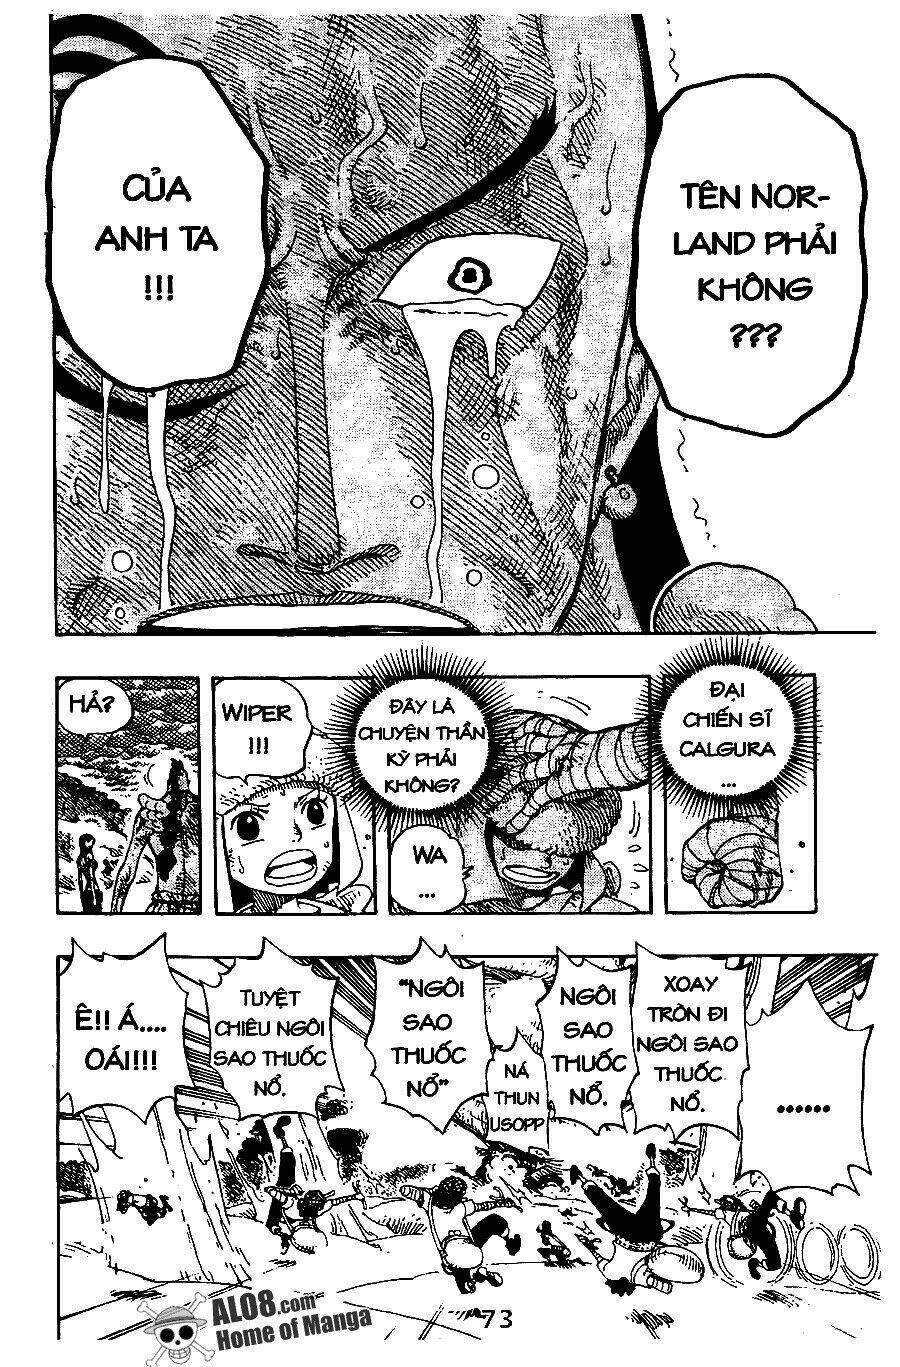 TÊN NOR-
LAND PHẢI
KHÔNG
???
CỦA
ANH TA
!!!
ĐẠI
CHIẾN SĨ
CALGURA
...
ĐÂY LÀ
CHUYỆN THẦN
KỲ PHẢI
KHÔNG?
WA
...
WIPER
!!!
HẢ?
......
XOAY
TRÒN ĐI
NGÔI SAO
THUỐC
NỔ.
NGÔI
SAO
THUỐC
NỔ.
NÁ
THUN
USOPP
"NGÔI
SAO
THUỐC
NỔ"
TUYỆT
CHIÊU NGÔI
SAO THUỐC
NỔ.
Ê!! Á....
OÁI!!!!
ALO8.com
Home of Manga
73